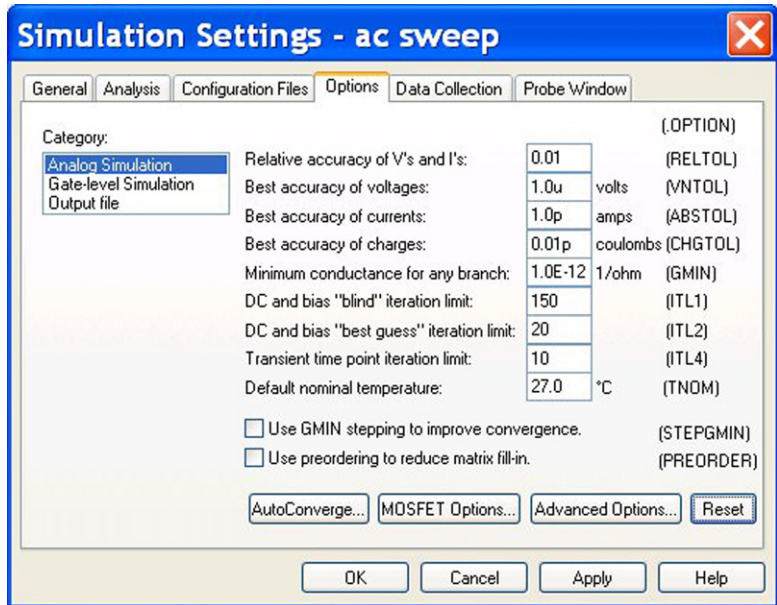 Simulation Settings - ac sweep
General Analysis Configuration Files Options Data Collection Probe Window
(.OPTION)
Category:
Analog Simulation
Gate-level Simulation
Output file
Relative accuracy of V's and I's: 0.01 (RELTOL)
Best accuracy of voltages: 1.0u volts (VNTOL)
Best accuracy of currents: 1.0p amps (ABSTOL)
Best accuracy of charges: 0.01p coulombs (CHGTOL)
Minimum conductance for any branch: 1.0E-12 1/ohm (GMIN)
DC and bias "blind" iteration limit: 150 (ITL1)
DC and bias "best guess" iteration limit: 20 (ITL2)
Transient time point iteration limit: 10 (ITL4)
Default nominal temperature: 27.0 °C (TNOM)
Use GMIN stepping to improve convergence. (STEPGMIN)
Use preordering to reduce matrix fill-in. (PREORDER)
AutoConverge... MOSFET Options... Advanced Options... Reset
OK Cancel Apply Help